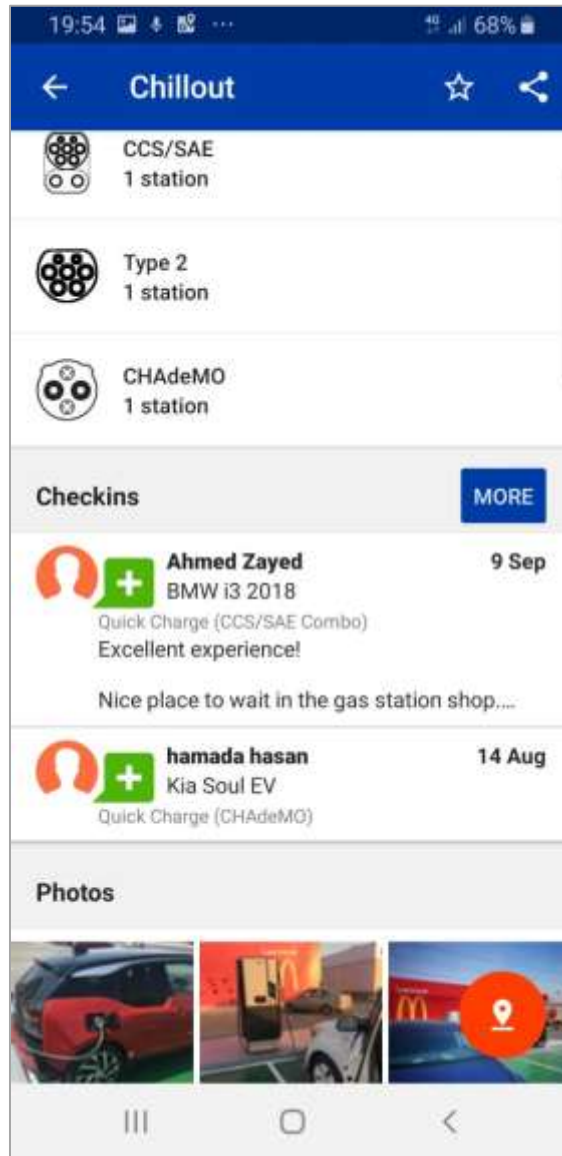 19:54 68%
Chillout
CCS/SAE
1 station
Type 2
1 station
CHAdeMO
1 station
Checkins MORE
Ahmed Zayed 9 Sep
BMW i3 2018
Quick Charge (CCS/SAE Combo)
Excellent experience!
Nice place to wait in the gas station shop....
hamada hasan 14 Aug
Kia Soul EV
Quick Charge (CHAdeMO)
Photos